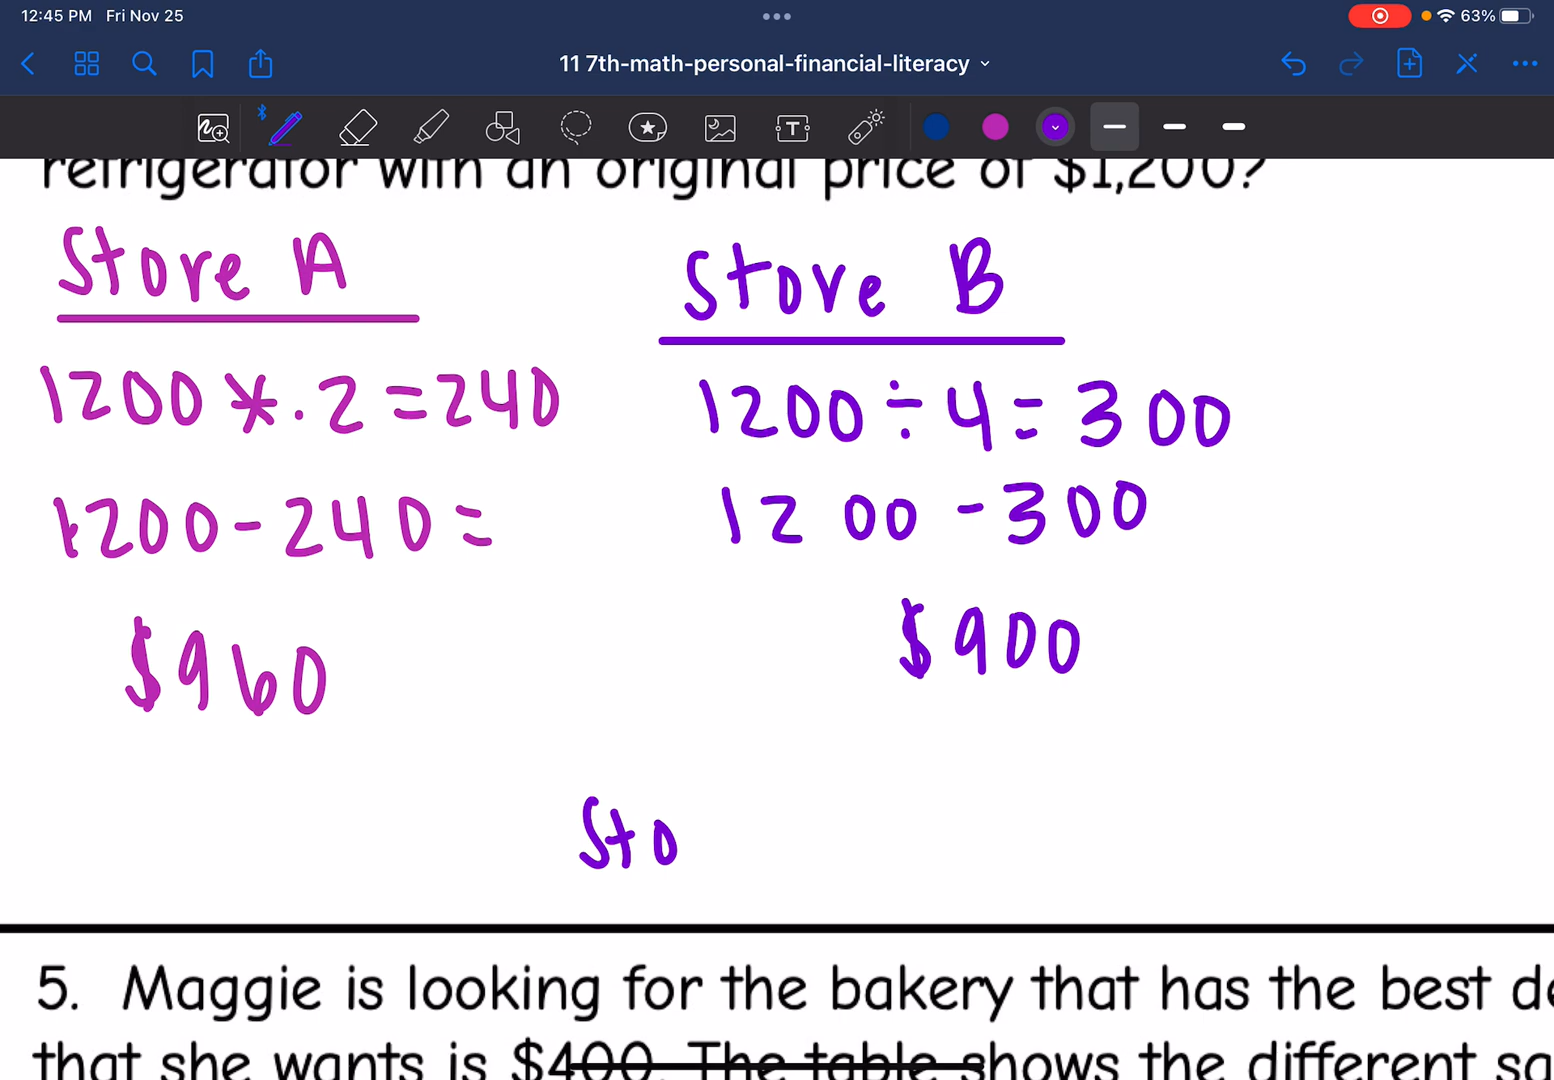 12:45 PM Fri Nov 25
63%
11 7th-math-personal-financial-literacy
T
refrigerator with an original price of $1,200?
Store A
Store B
1200 * .2 = 240
1200 ÷ 4 = 300
1200 - 240 =
1200 - 300
$960
$900
Sto
5. Maggie is looking for the bakery that has the best
that she wants is $400. The table shows the different